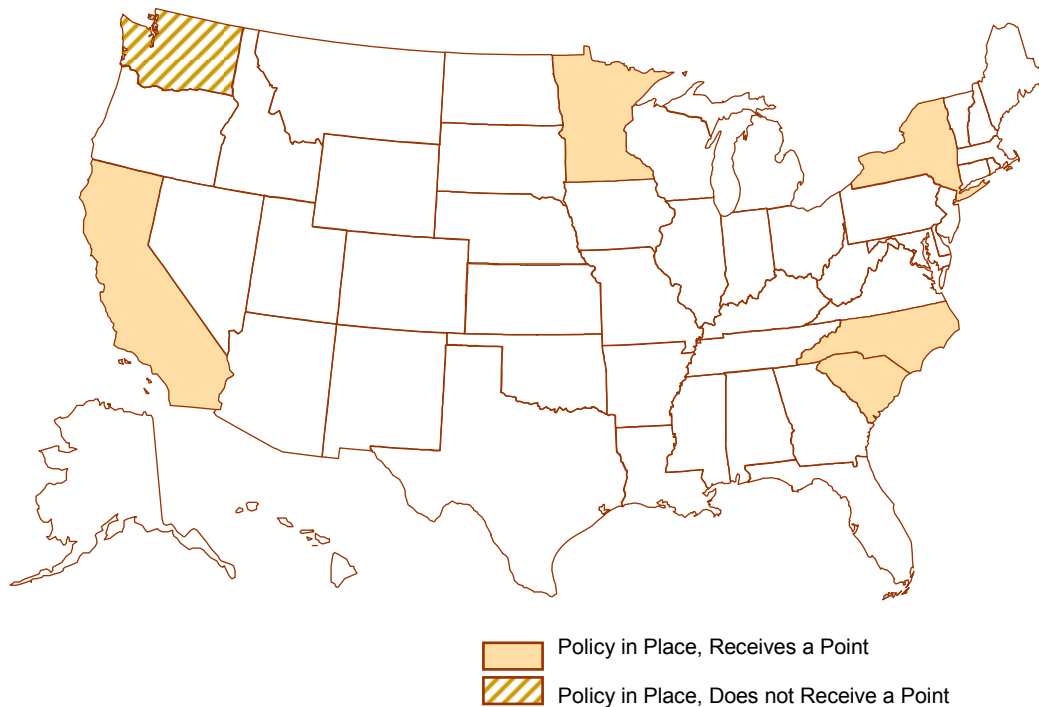 Policy in Place, Receives a Point
Policy in Place, Does not Receive a Point